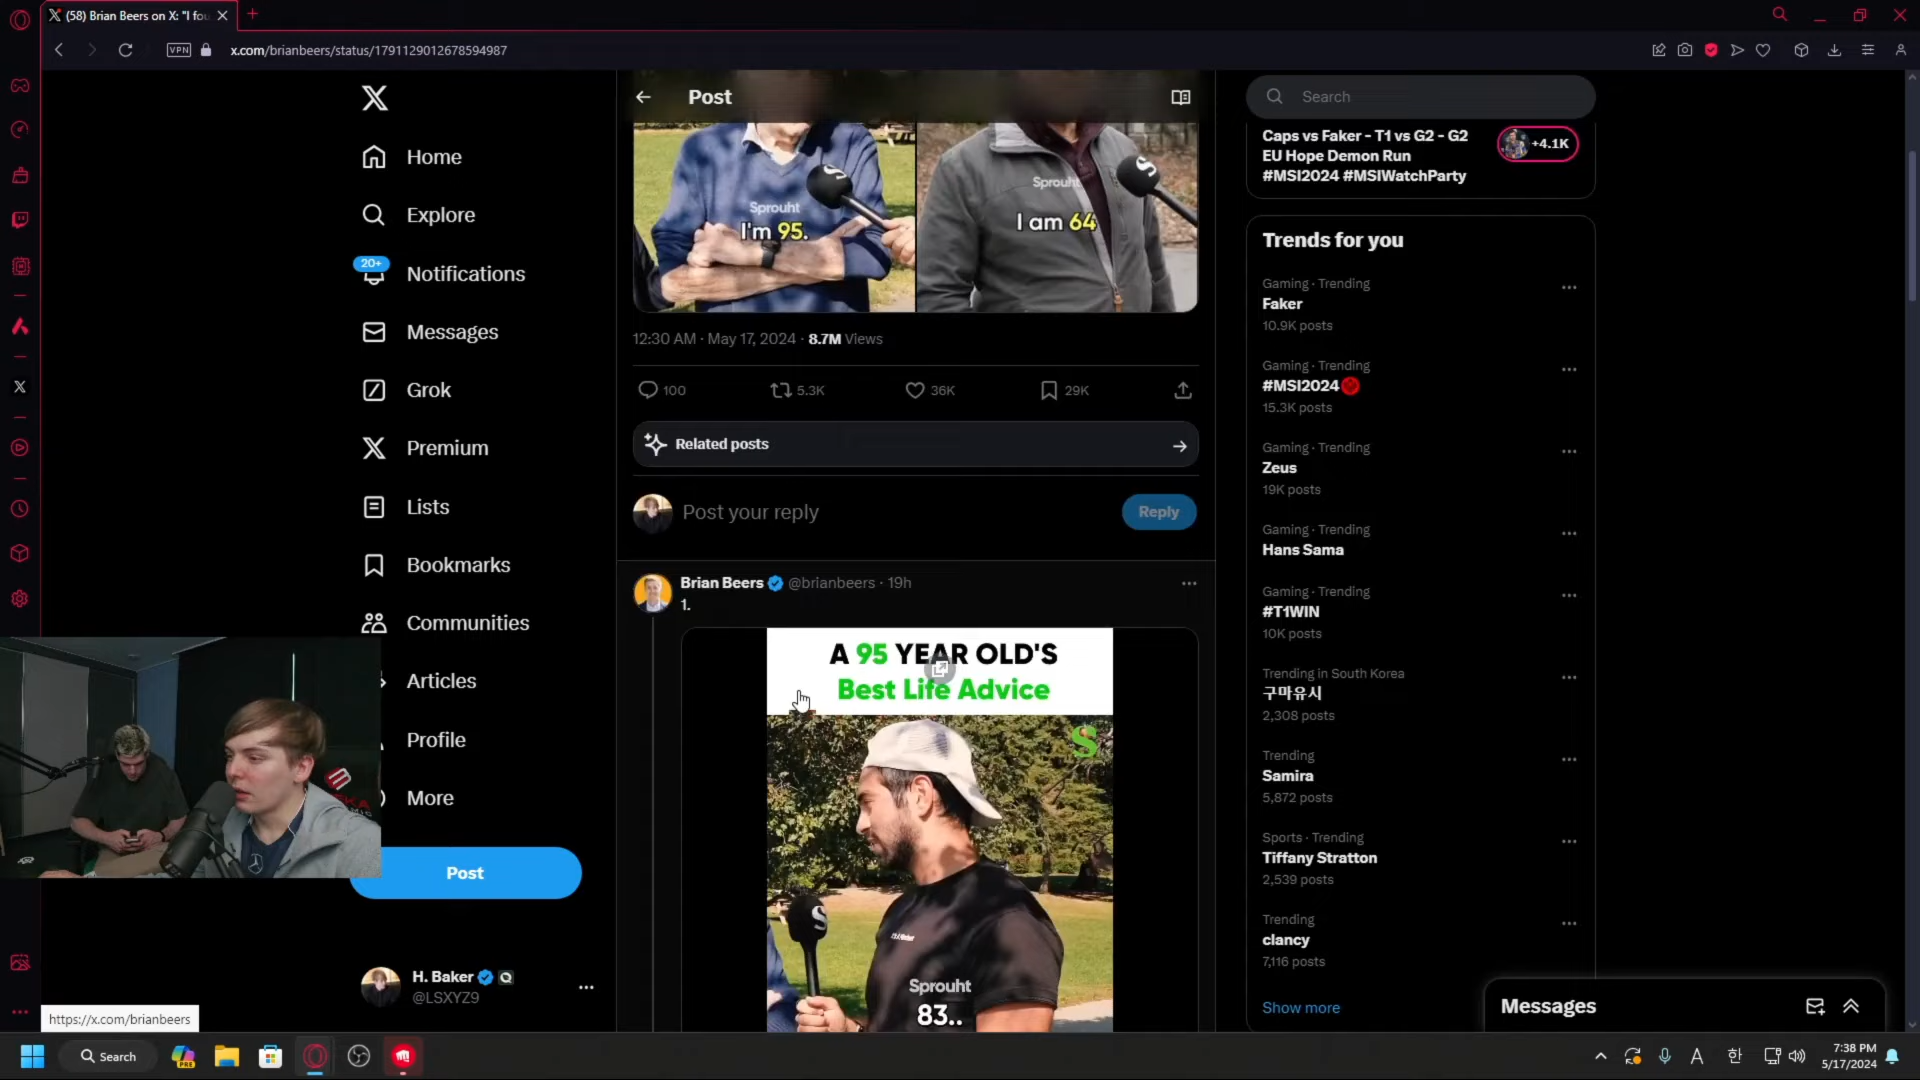 (58) Brian Beers on X: "I fou
VPN
x.com/brianbeers/status/1791129012678594987
Home
Explore
20+
Notifications
Messages
Grok
Premium
Lists
Bookmarks
Communities
Articles
Profile
More
Post
H. Baker
@LSXYZ9
https://x.com/brianbeers
Post
Sprouht
I'm 95.
Sprouht
I am 64
12:30 AM · May 17, 2024 · 8.7M Views
100
5.3K
36K
29K
Related posts
Post your reply
Reply
Brian Beers @brianbeers · 19h
1.
A 95 YEAR OLD'S
Best Life Advice
Sprouht
83..
Search
Caps vs Faker - T1 vs G2 - G2
EU Hope Demon Run
#MSI2024 #MSIWatchParty
+4.1K
Trends for you
Gaming · Trending
Faker
10.9K posts
Gaming · Trending
#MSI2024
15.3K posts
Gaming · Trending
Zeus
19K posts
Gaming · Trending
Hans Sama
Gaming · Trending
#T1WIN
10K posts
Trending in South Korea
구마유시
2,308 posts
Trending
Samira
5,872 posts
Sports · Trending
Tiffany Stratton
2,539 posts
Trending
clancy
7,116 posts
Show more
Messages
Search
PRE
A
한
7:38 PM
5/17/2024